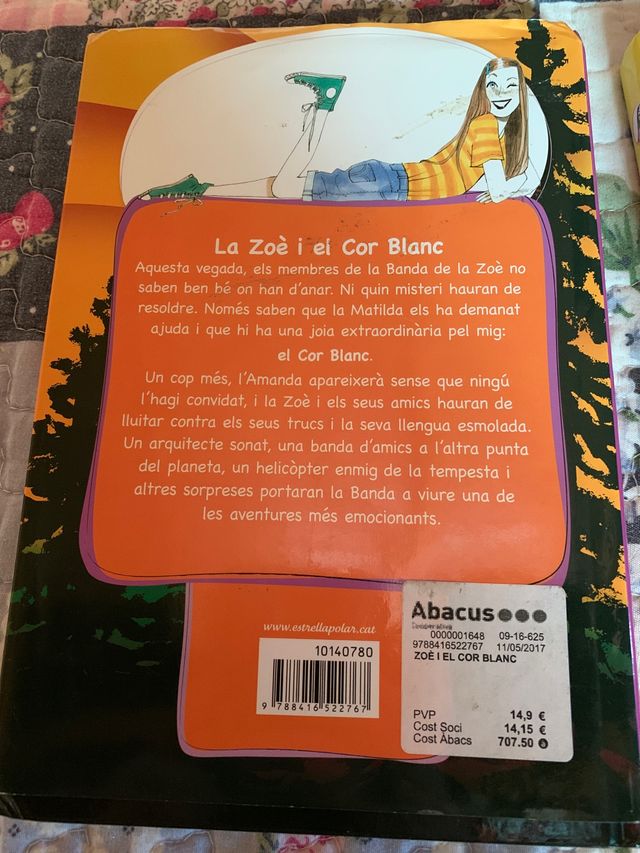 La Zoè i el Cor Blanc
Aquesta vegada, els membres de la Banda de la Zoè no
saben ben bé on han d'anar. Ni quin misteri hauran de
resoldre. Només saben que la Matilda els ha demanat
ajuda i que hi ha una joia extraordinària pel mig:
el Cor Blanc.
Un cop més, l'Amanda apareixerà sense que ningú
l'hagi convidat, i la Zoè i els seus amics hauran de
lluitar contra els seus trucs i la seva llengua esmolada.
Un arquitecte sonat, una banda d'amics a l'altra punta
del planeta, un helicòpter enmig de la tempesta i
altres sorpreses portaran la Banda a viure una de
les aventures més emocionants.
www.estrellapolar.cat
10140780
9 788416 522767
Abacus
0000001648 09-16-625
9788416522767 11/05/2017
ZOÈ I EL COR BLANC
PVP 14,9 €
Cost Soci 14,15 €
Cost Àbacs 707.50